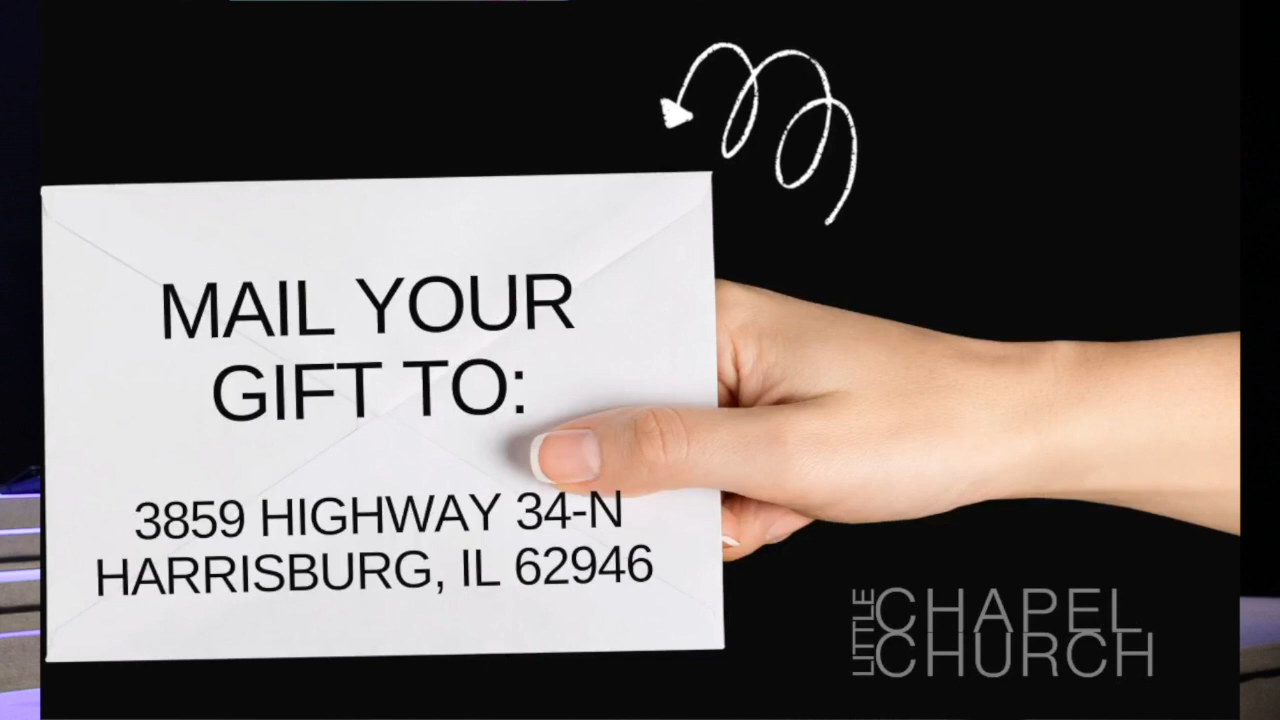 MAIL YOUR
GIFT TO:
3859 HIGHWAY 34-N
HARRISBURG, IL 62946
LITTLE
CHAPEL
CHURCH